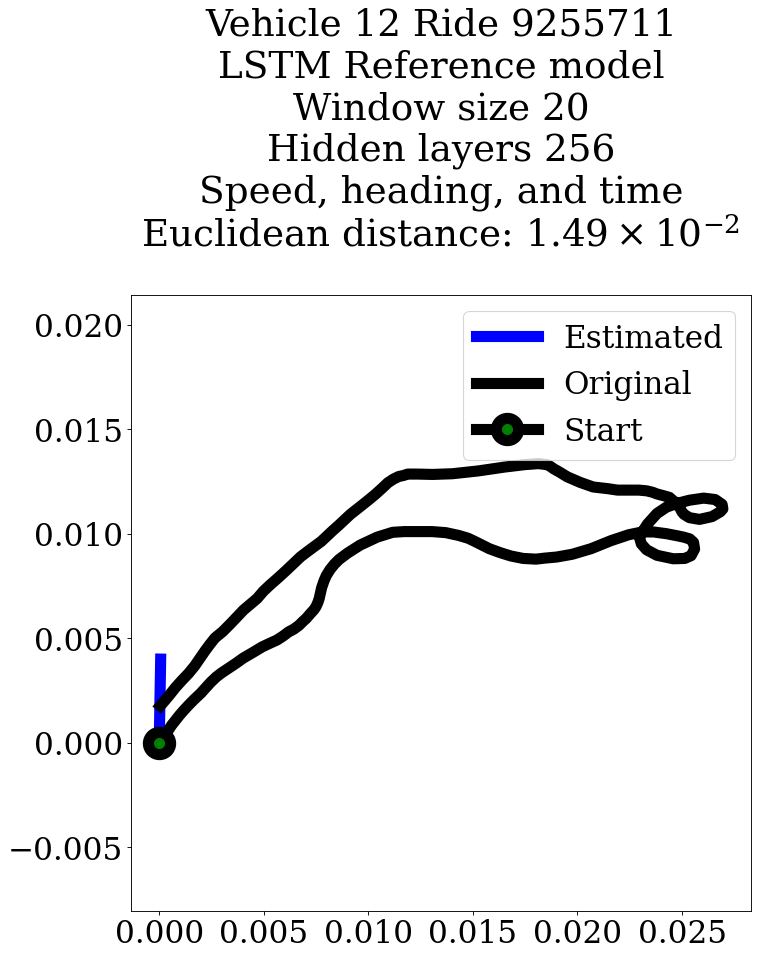 Vehicle 12 Ride 9255711
LSTM Reference model
Window size 20
Hidden layers 256
Speed, heading, and time
Euclidean distance: 1.49 × 10⁻²
Estimated
Original
Start
0.020
0.015
0.010
0.005
0.000
−0.005
0.000 0.005 0.010 0.015 0.020 0.025